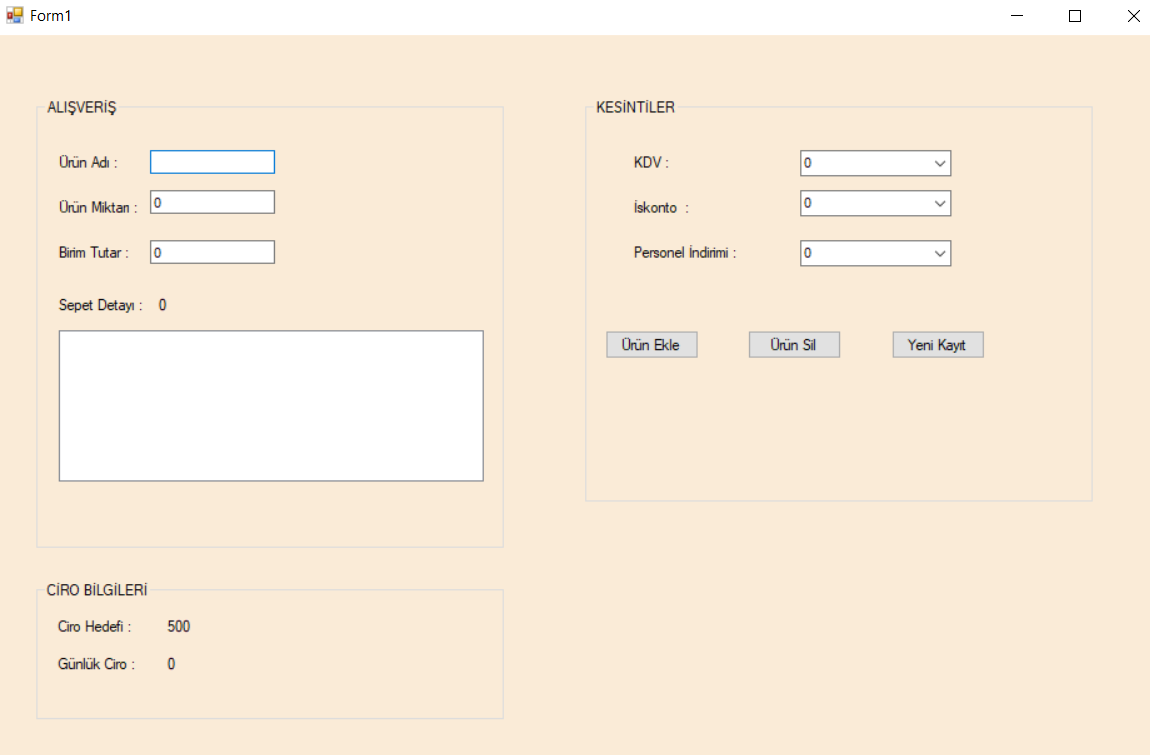 Form1
ALIŞVERİŞ
Ürün Adı :
Ürün Miktarı : 0
Birim Tutar : 0
Sepet Detayı : 0
KESİNTİLER
KDV : 0
İskonto : 0
Personel İndirimi : 0
Ürün Ekle Ürün Sil Yeni Kayıt
CİRO BİLGİLERİ
Ciro Hedefi : 500
Günlük Ciro : 0